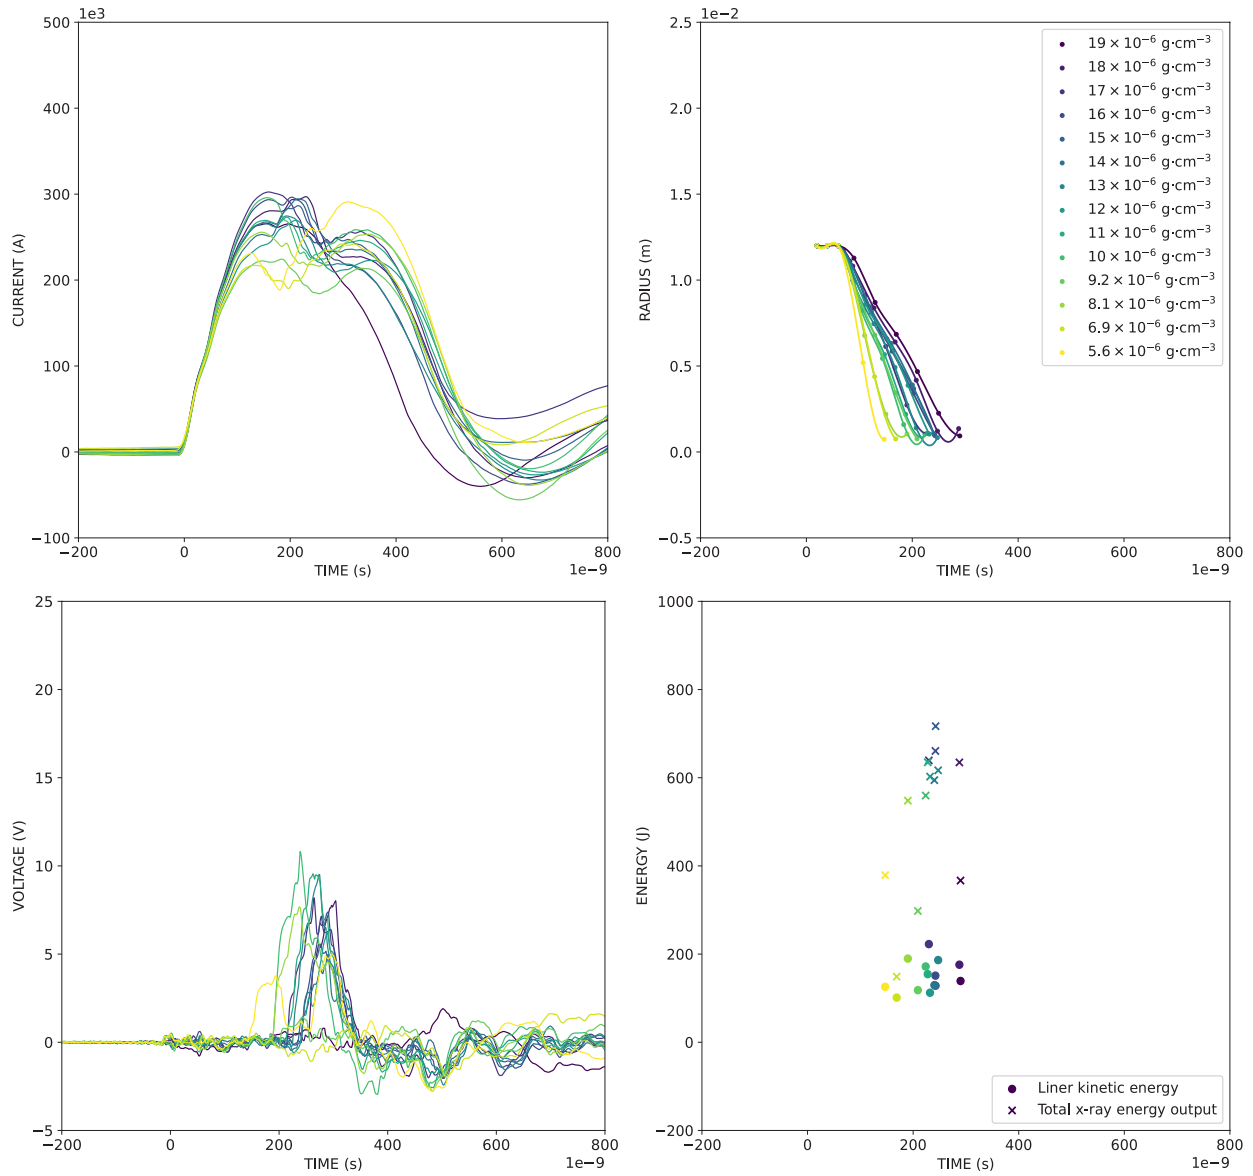 1e3
500
400
300
200
100
0
−100
CURRENT (A)
−200 0 200 400 600 800
TIME (s)
1e−9
1e−2
2.5
2.0
1.5
1.0
0.5
0.0
−0.5
RADIUS (m)
19 × 10⁻⁶ g·cm⁻³
18 × 10⁻⁶ g·cm⁻³
17 × 10⁻⁶ g·cm⁻³
16 × 10⁻⁶ g·cm⁻³
15 × 10⁻⁶ g·cm⁻³
14 × 10⁻⁶ g·cm⁻³
13 × 10⁻⁶ g·cm⁻³
12 × 10⁻⁶ g·cm⁻³
11 × 10⁻⁶ g·cm⁻³
10 × 10⁻⁶ g·cm⁻³
9.2 × 10⁻⁶ g·cm⁻³
8.1 × 10⁻⁶ g·cm⁻³
6.9 × 10⁻⁶ g·cm⁻³
5.6 × 10⁻⁶ g·cm⁻³
−200 0 200 400 600 800
TIME (s)
1e−9
25
20
15
10
5
0
−5
VOLTAGE (V)
−200 0 200 400 600 800
TIME (s)
1e−9
1000
800
600
400
200
0
−200
ENERGY (J)
Liner kinetic energy
Total x-ray energy output
−200 0 200 400 600 800
TIME (s)
1e−9